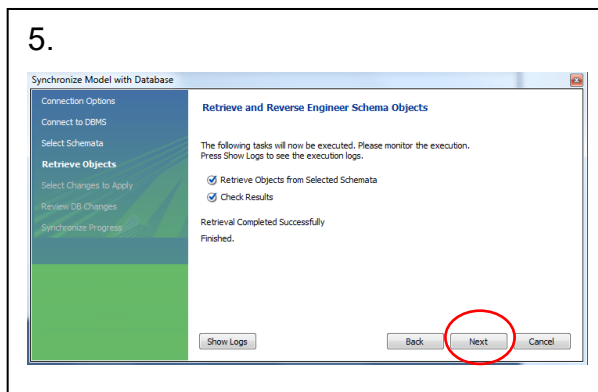 5.
Synchronize Model with Database
Connection Options
Connect to DBMS
Select Schemata
Retrieve Objects
Select Changes to Apply
Review DB Changes
Synchronize Progress
Retrieve and Reverse Engineer Schema Objects
The following tasks will now be executed. Please monitor the execution.
Press Show Logs to see the execution logs.
Retrieve Objects from Selected Schemata
Check Results
Retrieval Completed Successfully
Finished.
Show Logs
Back
Next
Cancel